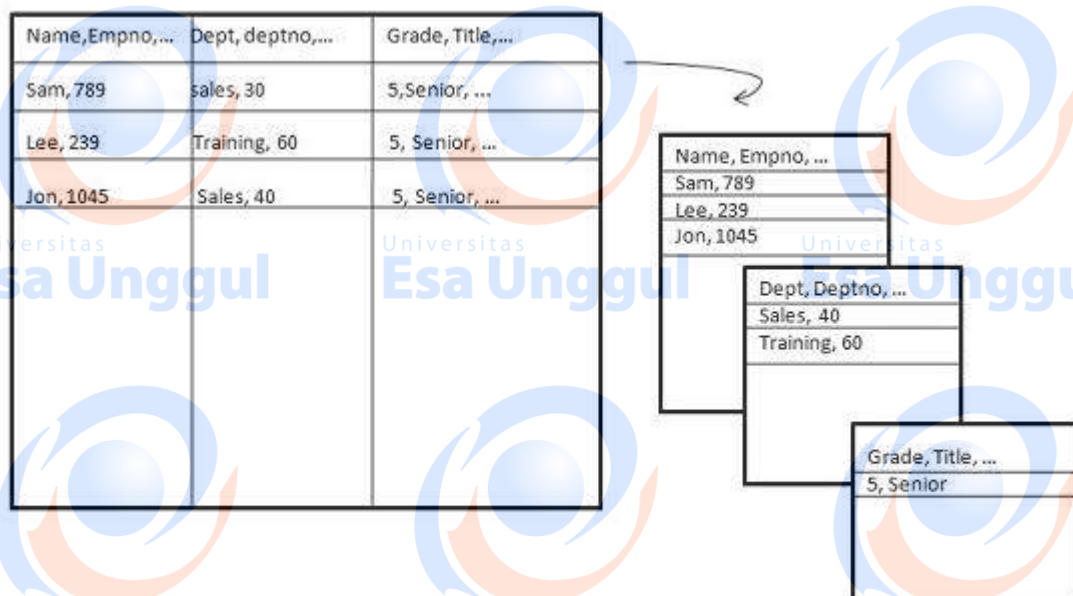 Name,Empno,... Dept, deptno,... Grade, Title,...
Sam, 789 sales, 30 5,Senior, ...
Lee, 239 Training, 60 5, Senior, ...
Jon, 1045 Sales, 40 5, Senior, ...
Name, Empno, ...
Sam, 789
Lee, 239
Jon, 1045
Dept, Deptno, ...
Sales, 40
Training, 60
Grade, Title, ...
5, Senior
Universitas
Esa Unggul
Universitas
Esa Unggul
Universitas
Esa Unggul